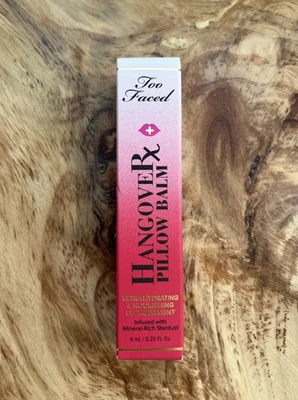 Too
Faced
HANGOVERX
PILLOW BALM
ULTRA-HYDRATING
& NOURISHING
LIP TREATMENT
Infused with
Mineral-Rich Stardust
6 mL / 0.20 Fl. Oz.